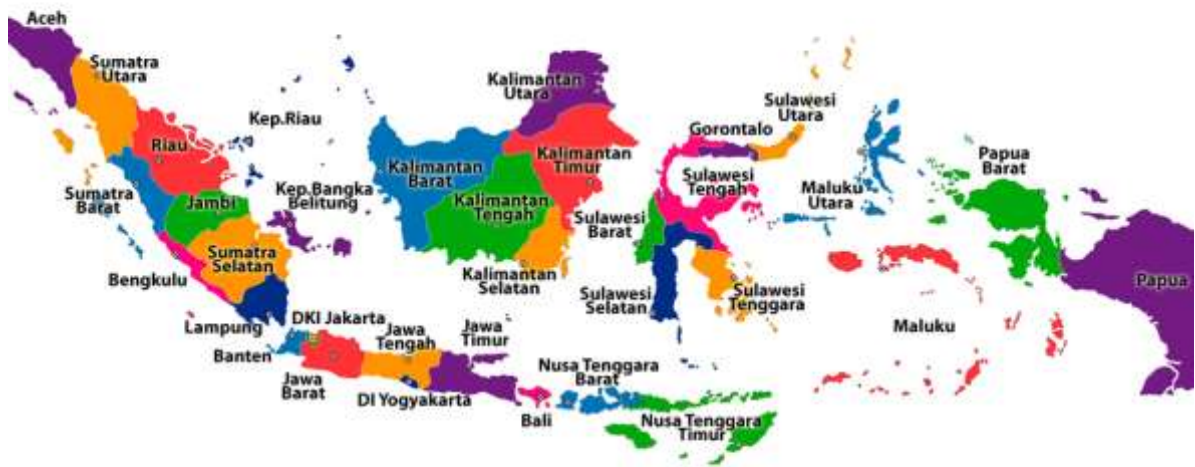 Aceh
Sumatra
Utara
Riau
Kep.Riau
Sumatra
Barat
Jambi
Kep.Bangka
Belitung
Sumatra
Selatan
Bengkulu
Lampung
DKI Jakarta
Banten
Jawa
Barat
Jawa
Tengah
DI Yogyakarta
Jawa
Timur
Bali
Nusa Tenggara
Barat
Nusa Tenggara
Timur
Kalimantan
Utara
Kalimantan
Barat
Kalimantan
Timur
Kalimantan
Tengah
Kalimantan
Selatan
Gorontalo
Sulawesi
Utara
Sulawesi
Tengah
Sulawesi
Barat
Sulawesi
Selatan
Sulawesi
Tenggara
Maluku
Utara
Maluku
Papua
Barat
Papua